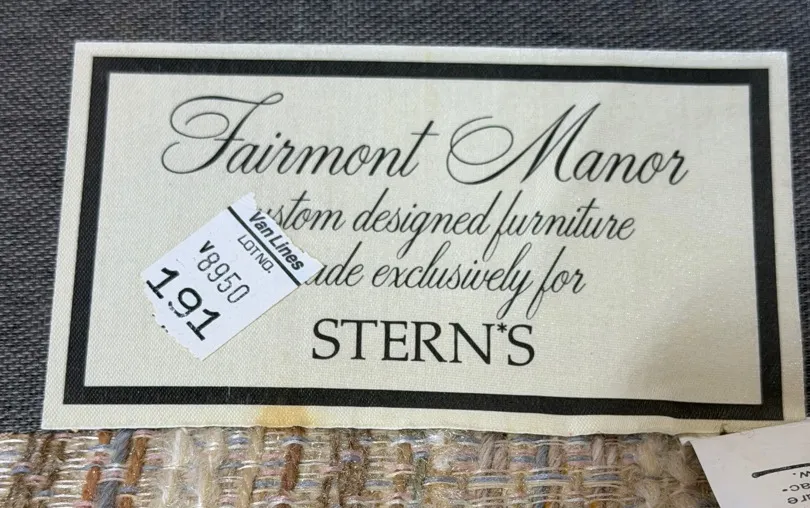 Fairmont Manor
ustom designed furniture
ade exclusively for
STERN*S
Van Lines
LOT NO.
V8950
191